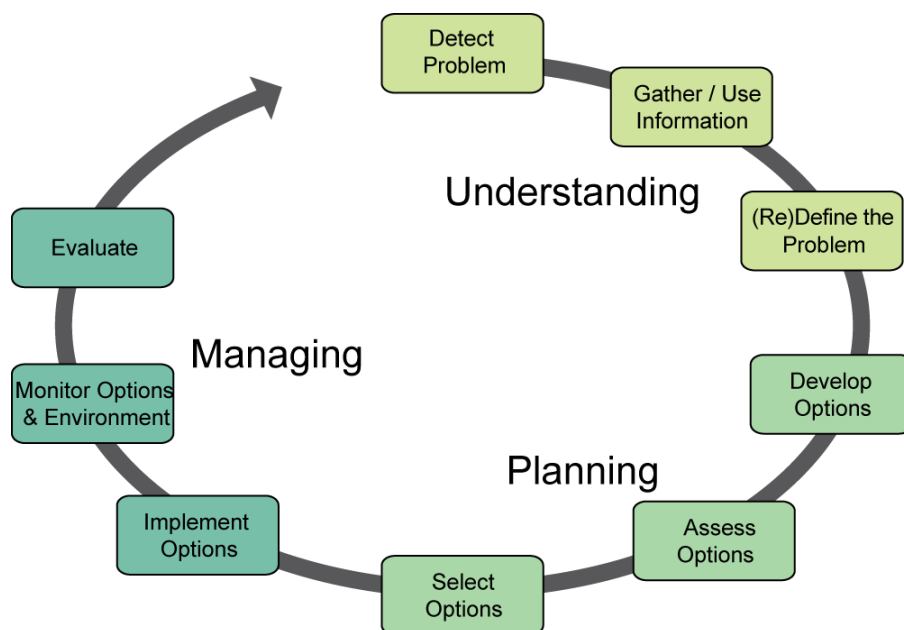 Detect
Problem
Gather / Use
Information
Understanding
(Re)Define the
Problem
Develop
Options
Planning
Assess
Options
Select
Options
Implement
Options
Managing
Monitor Options
& Environment
Evaluate